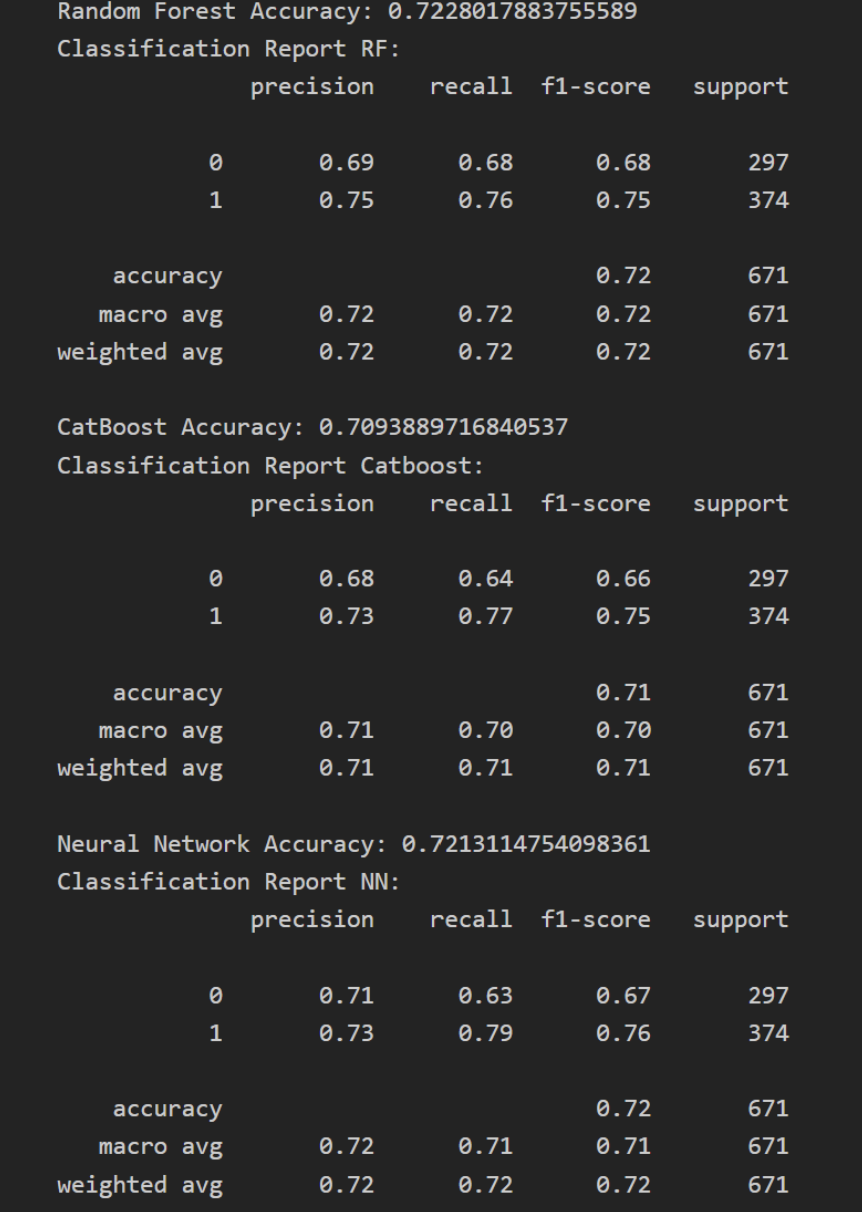 Random Forest Accuracy: 0.7228017883755589
Classification Report RF:
              precision    recall  f1-score   support

           0       0.69      0.68      0.68       297
           1       0.75      0.76      0.75       374

    accuracy                           0.72       671
   macro avg       0.72      0.72      0.72       671
weighted avg       0.72      0.72      0.72       671

CatBoost Accuracy: 0.7093889716840537
Classification Report Catboost:
              precision    recall  f1-score   support

           0       0.68      0.64      0.66       297
           1       0.73      0.77      0.75       374

    accuracy                           0.71       671
   macro avg       0.71      0.70      0.70       671
weighted avg       0.71      0.71      0.71       671

Neural Network Accuracy: 0.7213114754098361
Classification Report NN:
              precision    recall  f1-score   support

           0       0.71      0.63      0.67       297
           1       0.73      0.79      0.76       374

    accuracy                           0.72       671
   macro avg       0.72      0.71      0.71       671
weighted avg       0.72      0.72      0.72       671